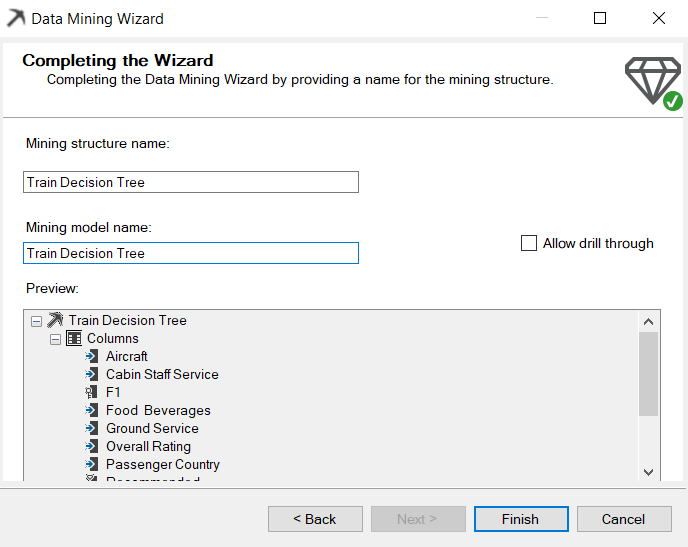 Data Mining Wizard
Completing the Wizard
Completing the Data Mining Wizard by providing a name for the mining structure.
Mining structure name:
Train Decision Tree
Mining model name:
Train Decision Tree
Allow drill through
Preview:
Train Decision Tree
Columns
Aircraft
Cabin Staff Service
F1
Food  Beverages
Ground Service
Overall Rating
Passenger Country
Recommended
< Back
Next >
Finish
Cancel